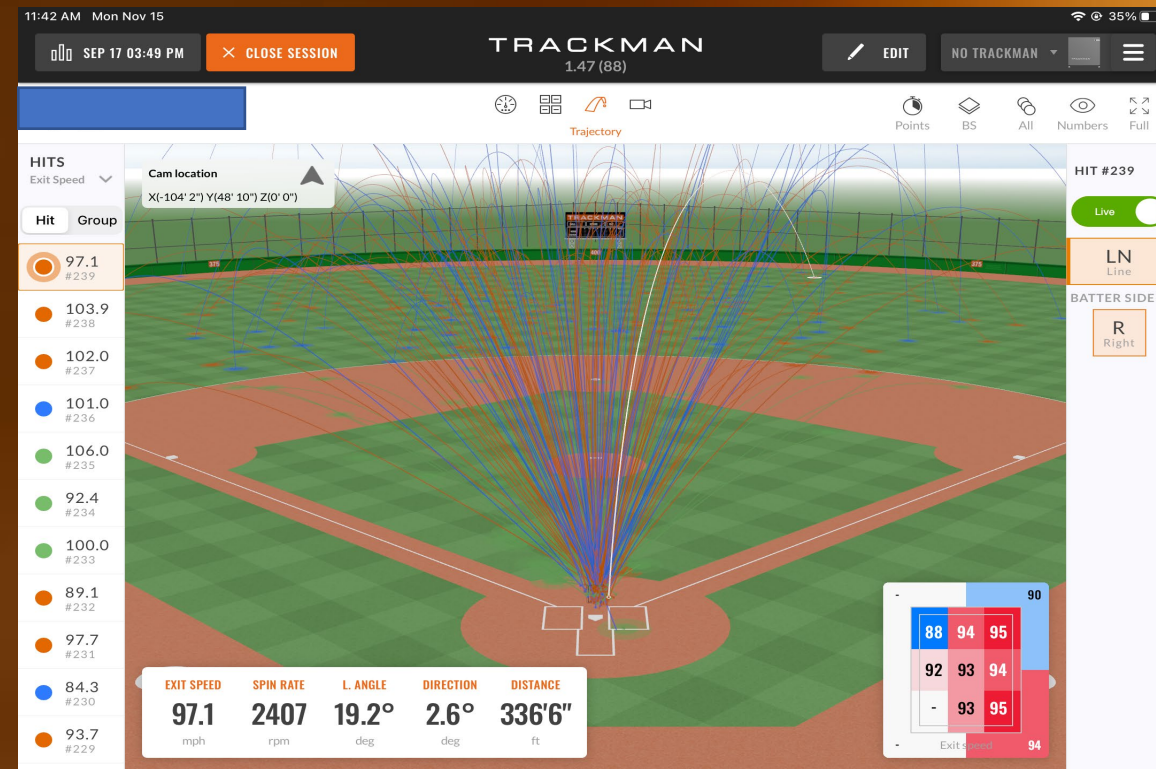 11:42 AM Mon Nov 15
35%
SEP 17 03:49 PM
CLOSE SESSION
TRACKMAN
1.47 (88)
EDIT
NO TRACKMAN
Trajectory
Points
BS
All
Numbers
Full
HITS
Exit Speed
Hit Group
97.1
#239
103.9
#238
102.0
#237
101.0
#236
106.0
#235
92.4
#234
100.0
#233
89.1
#232
97.7
#231
84.3
#230
93.7
#229
Cam location
X(-104' 2") Y(48' 10") Z(0' 0")
TRACKMAN
375
375
HIT #239
Live
LN
Line
BATTER SIDE
R
Right
EXIT SPEED SPIN RATE L. ANGLE DIRECTION DISTANCE
97.1 2407 19.2° 2.6° 336'6"
mph rpm deg deg ft
- 90
88 94 95
92 93 94
- 93 95
- Exit speed 94